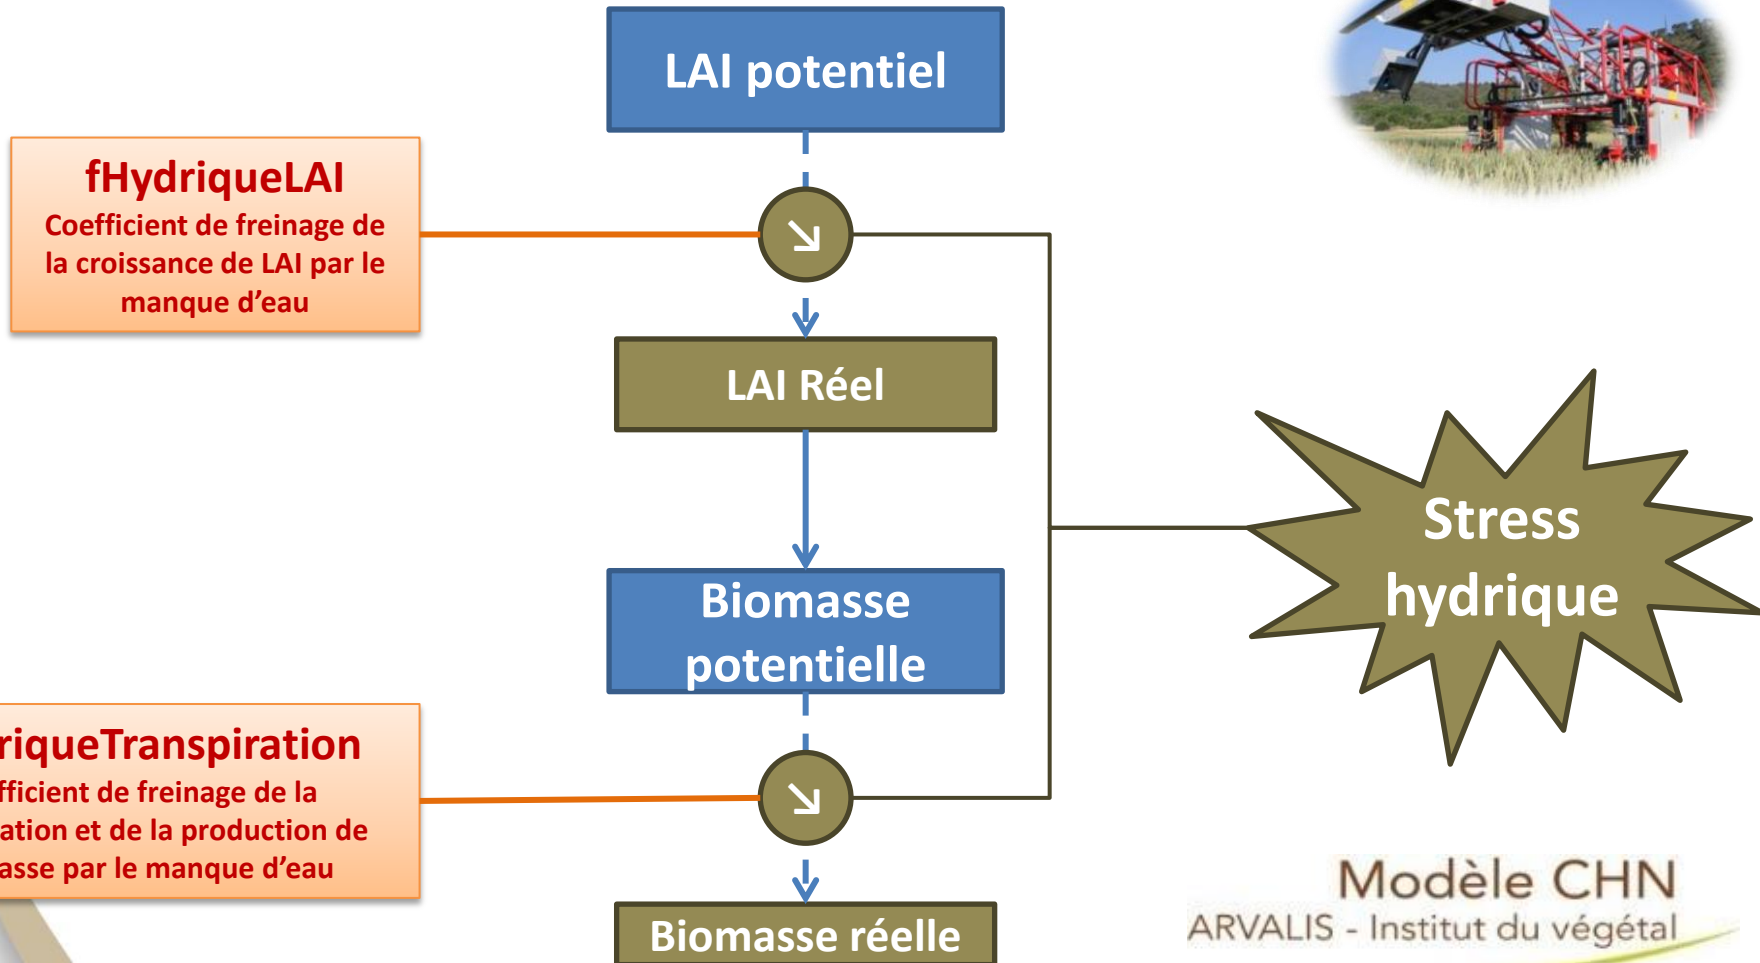 LAI potentiel
fHydriqueLAI
Coefficient de freinage de
la croissance de LAI par le
manque d’eau
↘
LAI Réel
Stress
hydrique
Biomasse
potentielle
riqueTranspiration
fficient de freinage de la
ation et de la production de
asse par le manque d’eau
↘
Biomasse réelle
Modèle CHN
ARVALIS - Institut du végétal